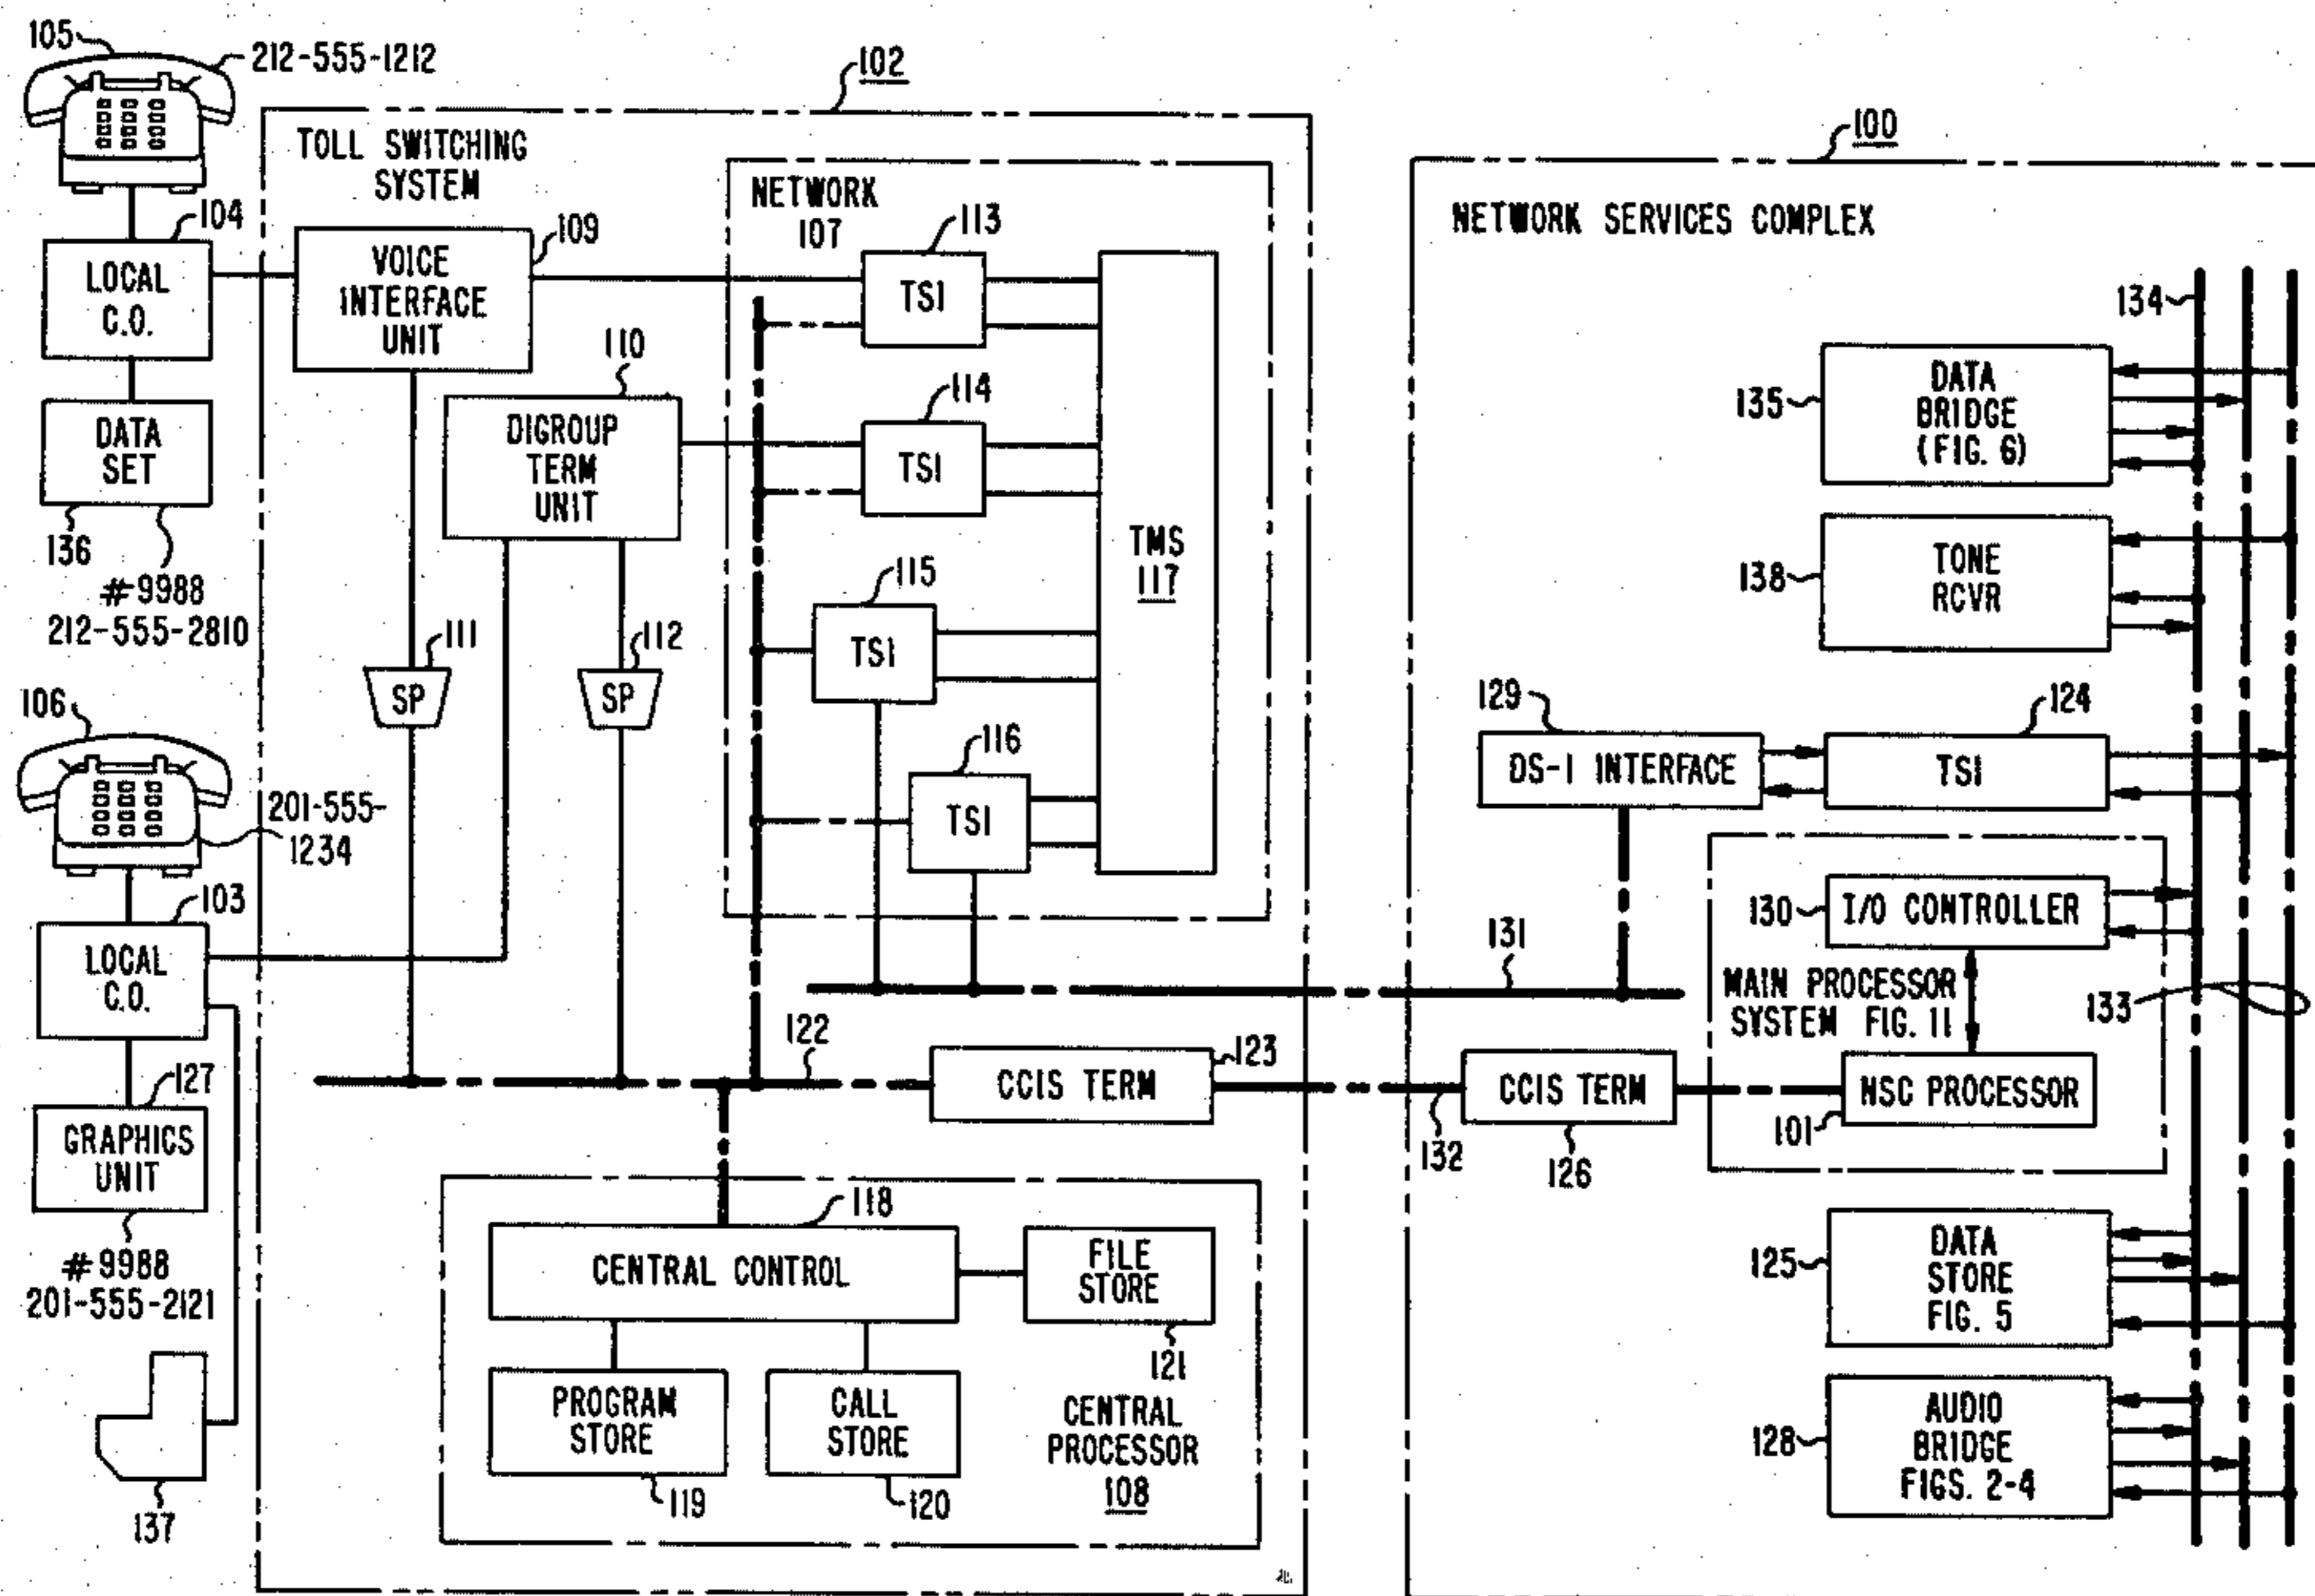 105
212-555-1212
102
100
TOLL SWITCHING
SYSTEM
NETWORK
107
NETWORK SERVICES COMPLEX
104
LOCAL
C.O.
VOICE
INTERFACE
UNIT
109
113
TSI
134
DATA
SET
136
#9988
212-555-2810
110
DIGROUP
TERM
UNIT
114
TSI
TMS
117
135
DATA
BRIDGE
(FIG. 6)
138
TONE
RCVR
111
SP
112
SP
115
TSI
116
TSI
129
DS-1 INTERFACE
124
TSI
106
201-555-
1234
103
LOCAL
C.O.
130
I/O CONTROLLER
131
MAIN PROCESSOR
SYSTEM FIG. 11
133
122
CCIS TERM
123
132
CCIS TERM
126
NSC PROCESSOR
101
127
GRAPHICS
UNIT
#9988
201-555-2121
137
118
CENTRAL CONTROL
FILE
STORE
121
PROGRAM
STORE
119
CALL
STORE
120
CENTRAL
PROCESSOR
108
125
DATA
STORE
FIG. 5
128
AUDIO
BRIDGE
FIGS. 2-4